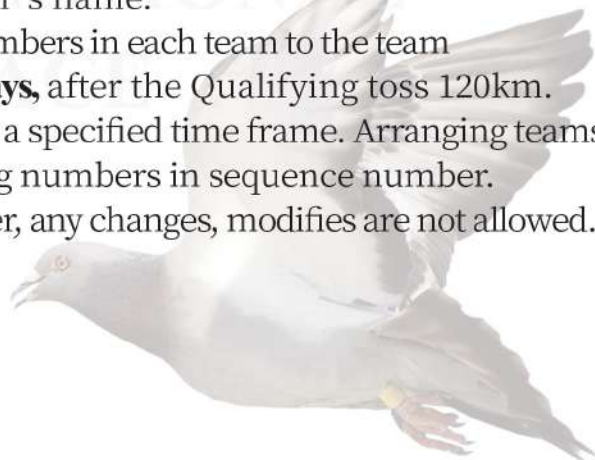 r's name.
mbers in each team to the team
ys, after the Qualifying toss 120km.
a specified time frame. Arranging teams
g numbers in sequence number.
er, any changes, modifies are not allowed.